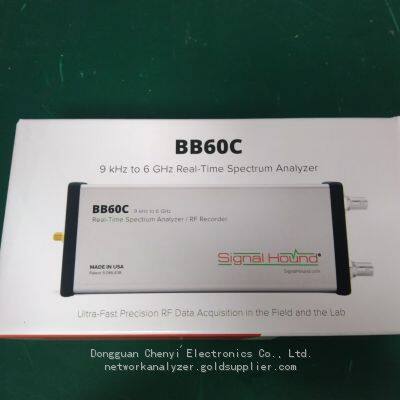 BB60C
9 kHz to 6 GHz Real-Time Spectrum Analyzer
BB60C 9 kHz to 6 GHz
Real-Time Spectrum Analyzer / RF Recorder
MADE IN USA
Signal Hound®
SignalHound.com
Ultra-Fast Precision RF Data Acquisition in the Field and the Lab
Dongguan Chenyi Electronics Co., Ltd.
networkanalyzer.goldsupplier.com